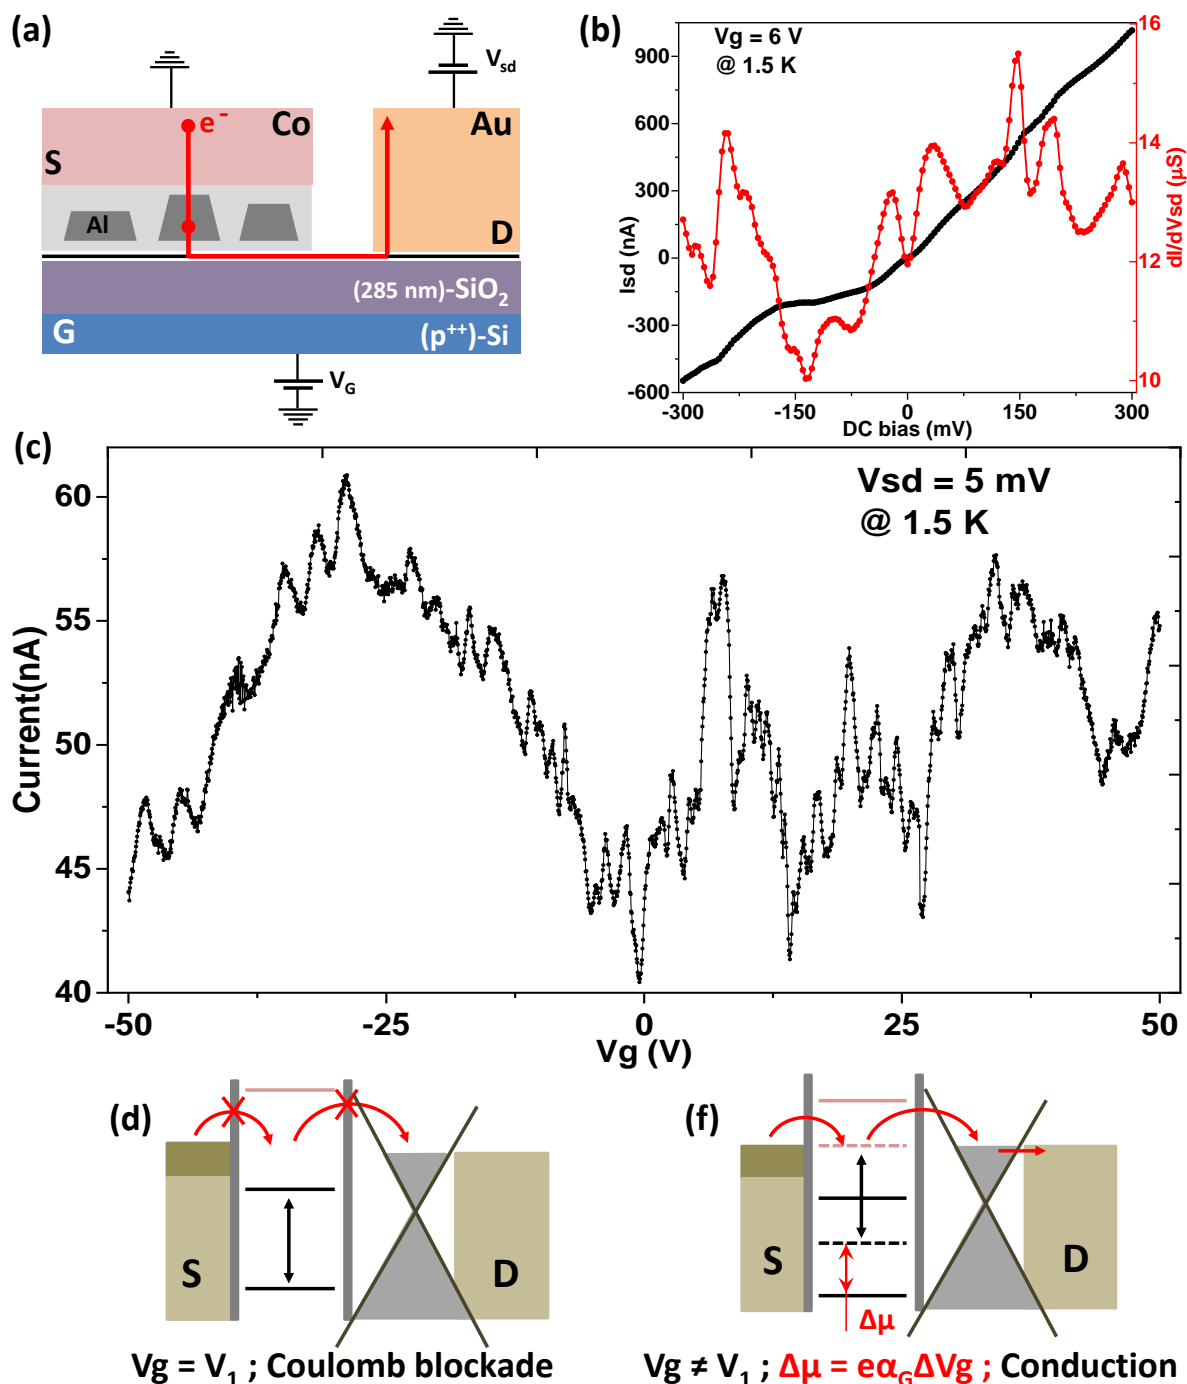 (a)
V_sd
e⁻
Co
Au
S
Al
D
(285 nm)-SiO₂
G
(p⁺⁺)-Si
V_G
(b)
Vg = 6 V
@ 1.5 K
900
600
300
0
-300
-600
Isd (nA)
16
14
12
10
dI/dVsd (µS)
-300
-150
0
150
300
DC bias (mV)
(c)
Vsd = 5 mV
@ 1.5 K
60
55
50
45
40
Current(nA)
-50
-25
0
25
50
Vg (V)
(d)
S
D
Vg = V₁ ; Coulomb blockade
(f)
S
D
Δµ
Vg ≠ V₁ ; Δµ = eα_GΔVg ; Conduction